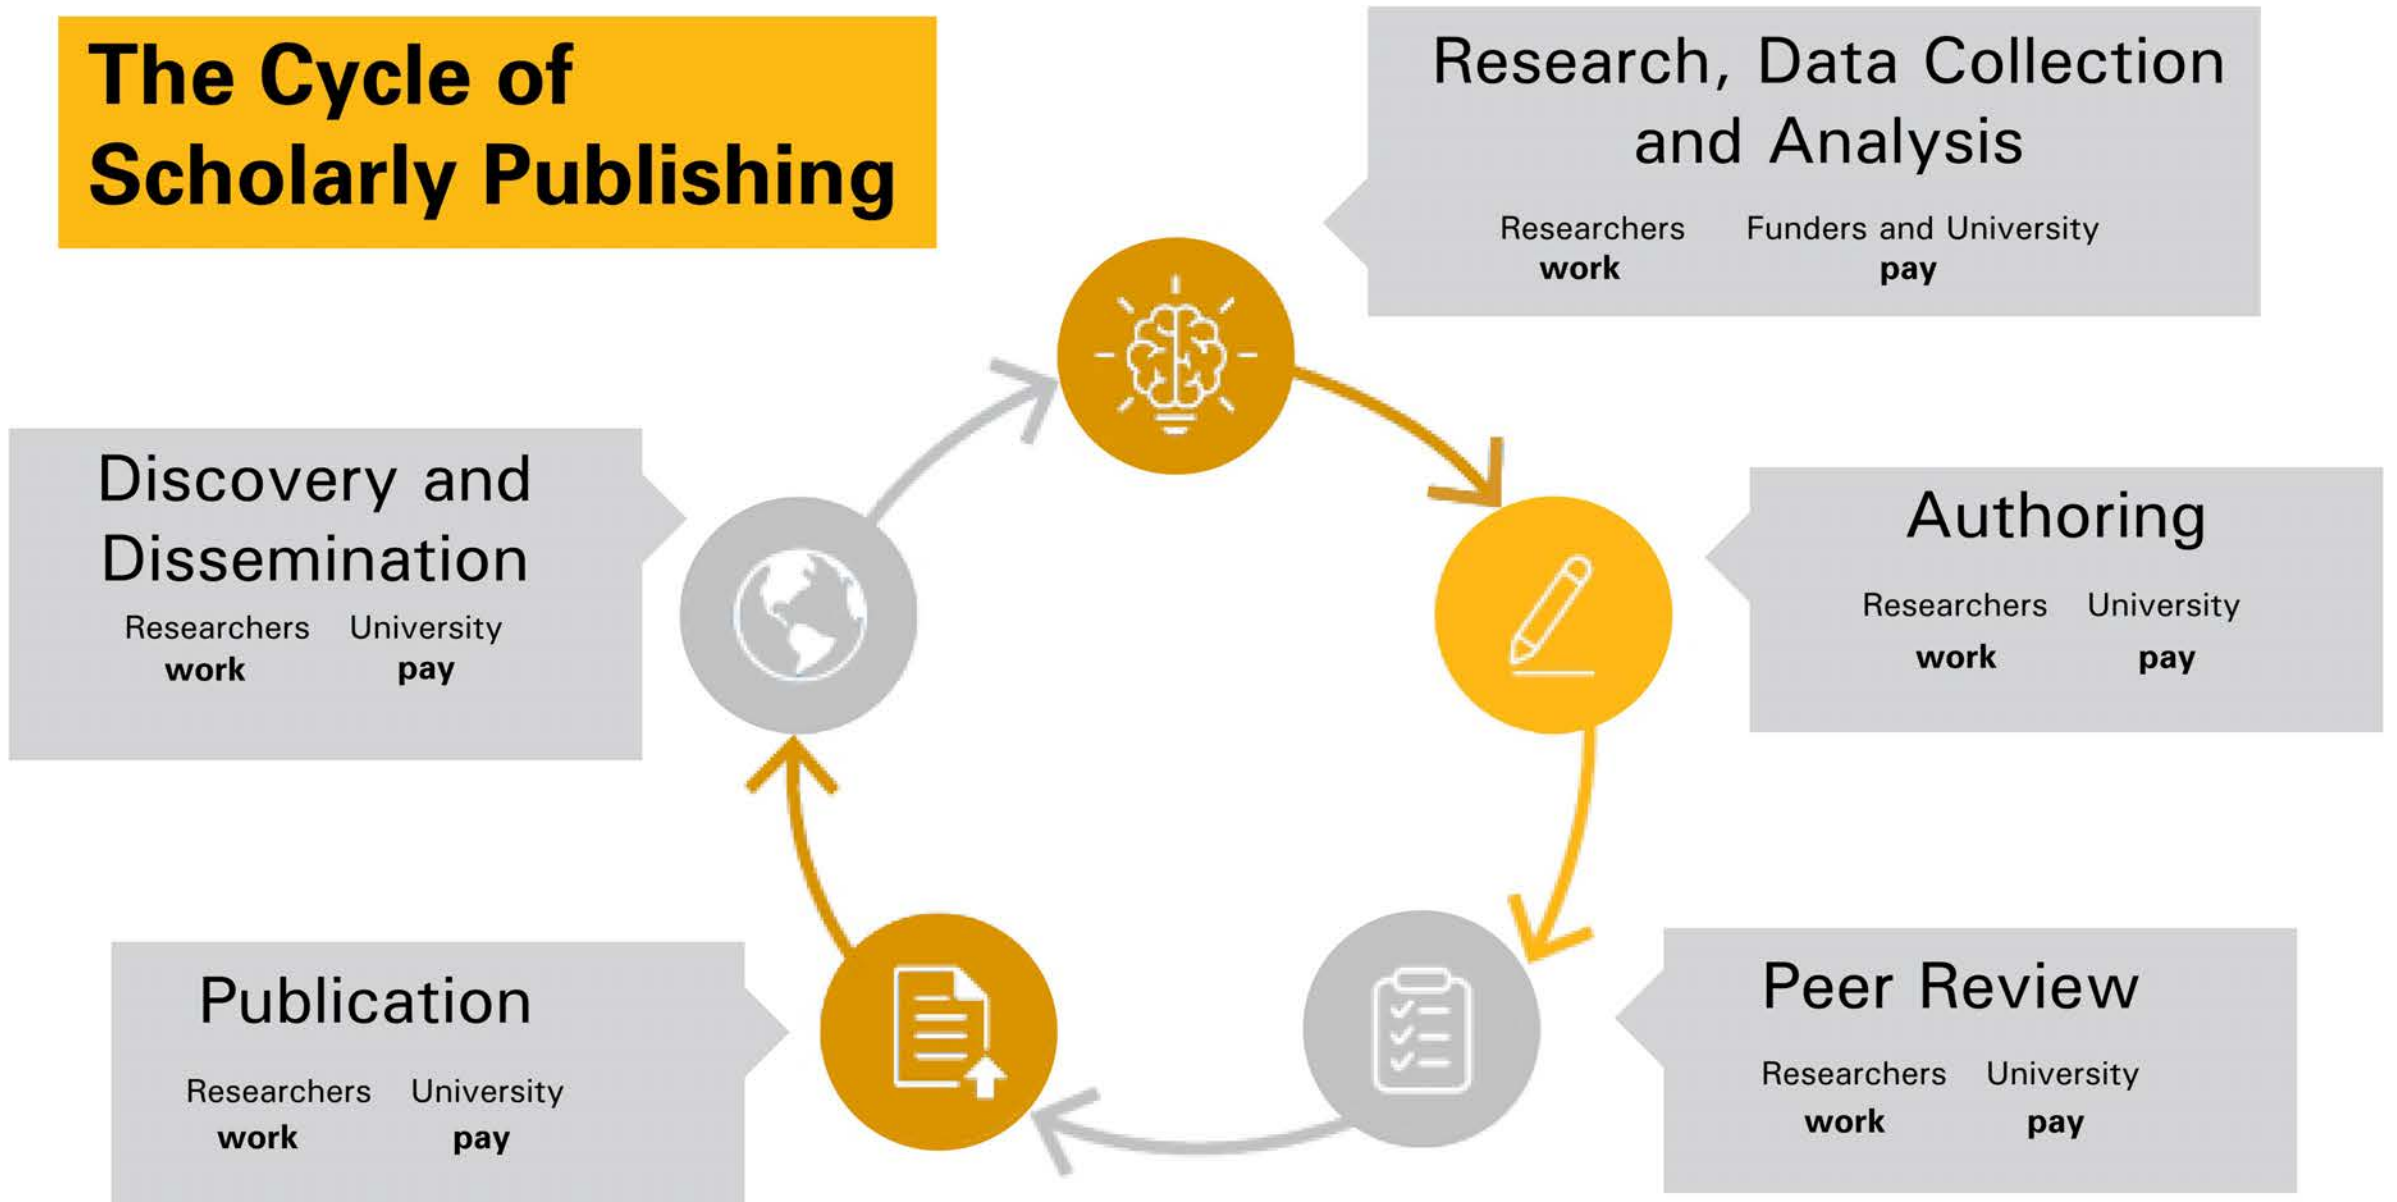 The Cycle of
Scholarly Publishing
Research, Data Collection
and Analysis
Researchers Funders and University
work pay
Authoring
Researchers University
work pay
Peer Review
Researchers University
work pay
Publication
Researchers University
work pay
Discovery and
Dissemination
Researchers University
work pay